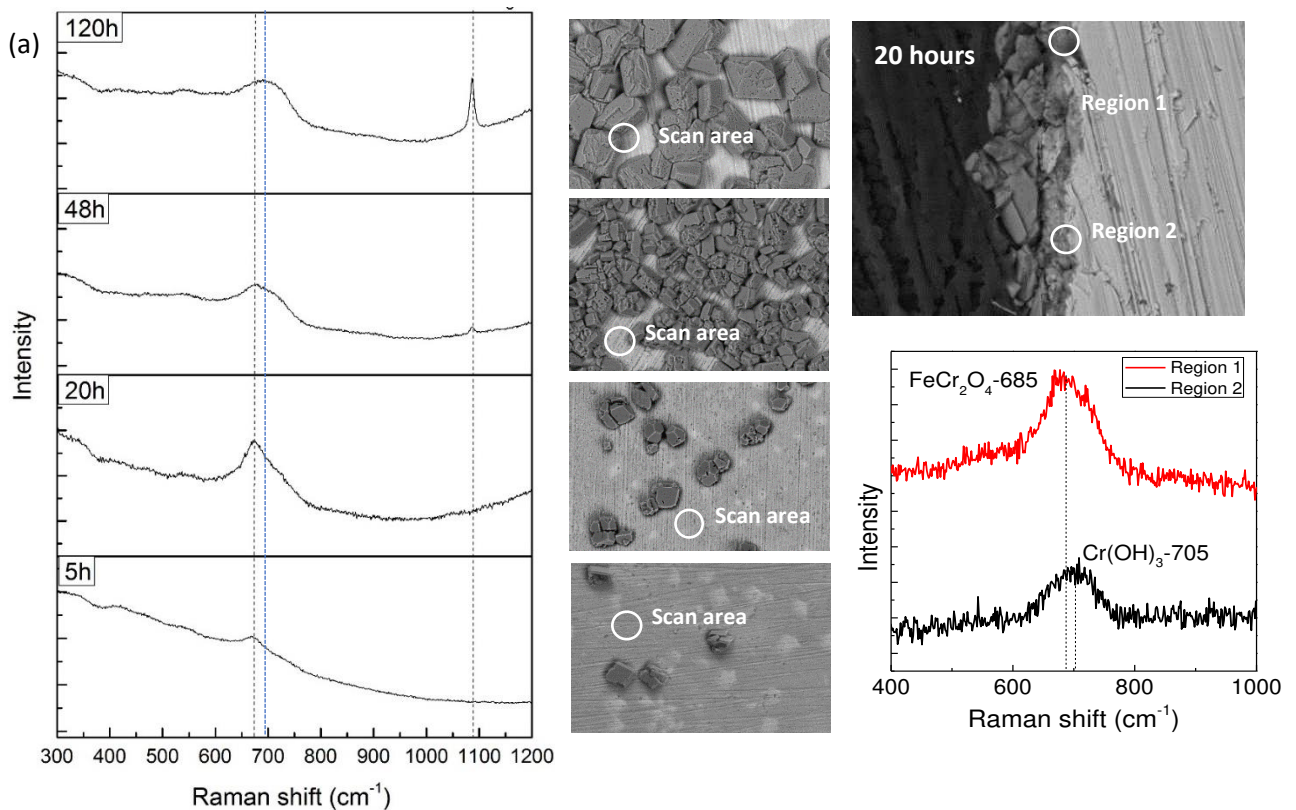 (a)
120h
48h
20h
5h
Intensity
300 400 500 600 700 800 900 1000 1100 1200
Raman shift (cm⁻¹)
Scan area
Scan area
Scan area
Scan area
20 hours
Region 1
Region 2
FeCr₂O₄-685
Region 1
Region 2
Cr(OH)₃-705
Intensity
400 600 800 1000
Raman shift (cm⁻¹)